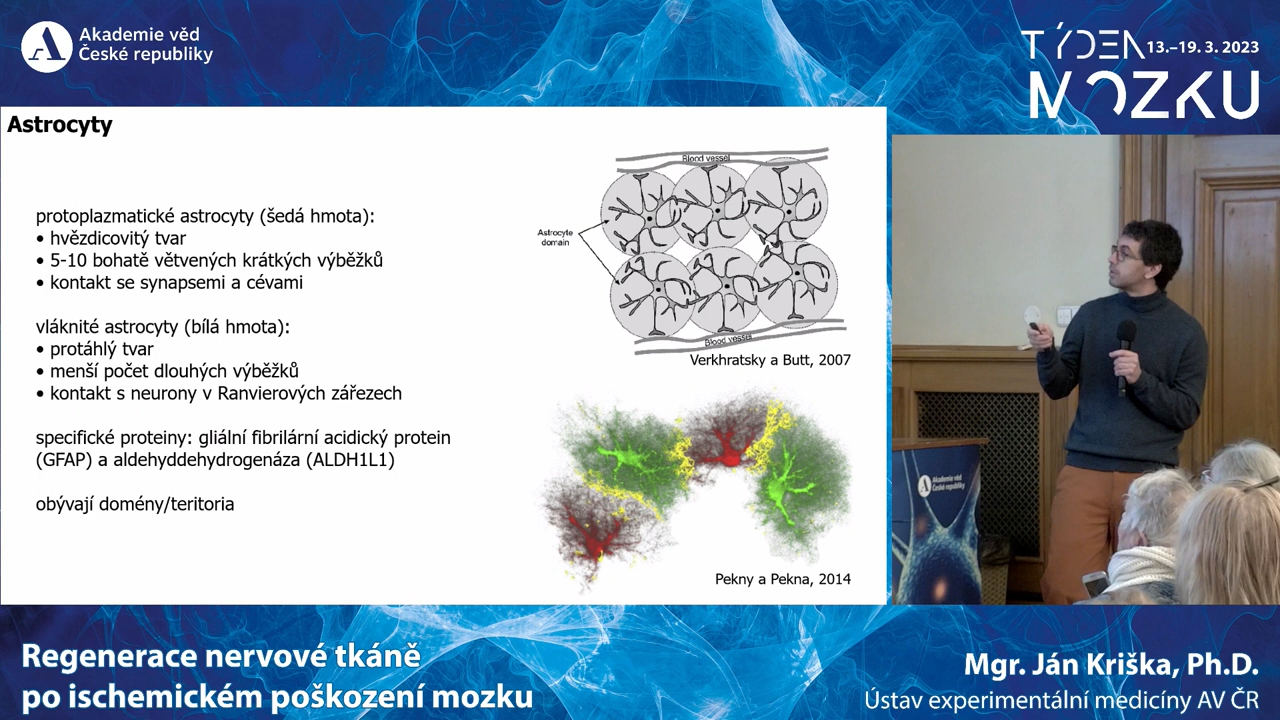 Akademie věd
České republiky
TÝDEN 13.–19. 3. 2023
MOZKU
Astrocyty
protoplazmatické astrocyty (šedá hmota):
• hvězdicovitý tvar
• 5-10 bohatě větvených krátkých výběžků
• kontakt se synapsemi a cévami
vláknité astrocyty (bílá hmota):
• protáhlý tvar
• menší počet dlouhých výběžků
• kontakt s neurony v Ranvierových zářezech
specifické proteiny: gliální fibrilární acidický protein
(GFAP) a aldehyddehydrogenáza (ALDH1L1)
obývají domény/teritoria
Blood vessel
Astrocyte
domain
Blood vessel
Verkhratsky a Butt, 2007
Pekny a Pekna, 2014
Akademie věd
České republiky
Regenerace nervové tkáně
po ischemickém poškození mozku
Mgr. Ján Kriška, Ph.D.
Ústav experimentální medicíny AV ČR